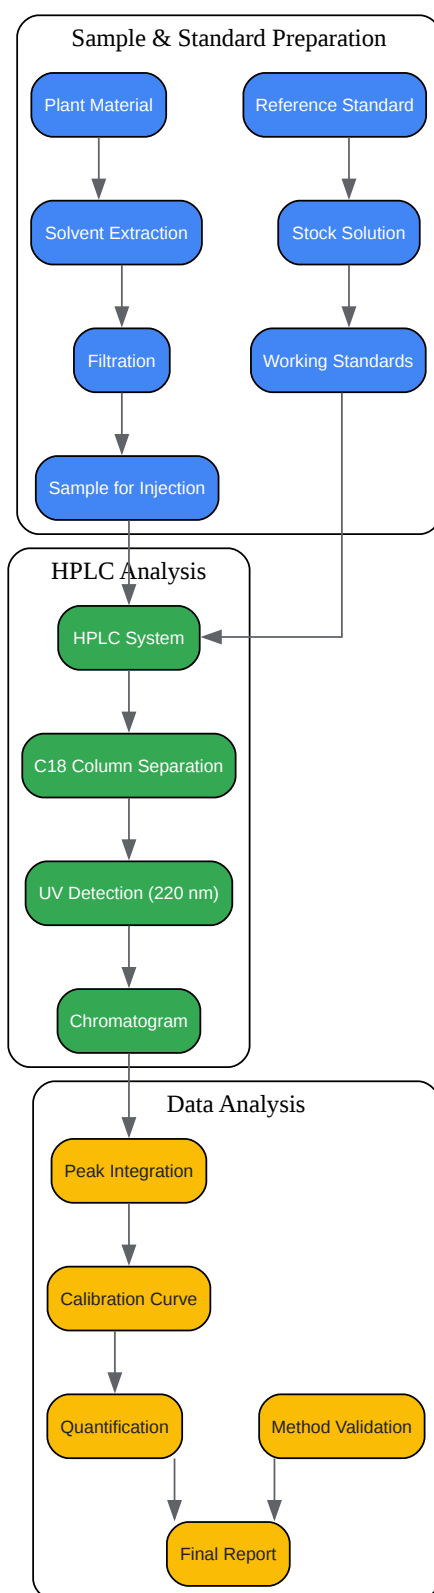 Sample & Standard Preparation
Plant Material
Reference Standard
Solvent Extraction
Stock Solution
Filtration
Working Standards
Sample for Injection
HPLC Analysis
HPLC System
C18 Column Separation
UV Detection (220 nm)
Chromatogram
Data Analysis
Peak Integration
Calibration Curve
Quantification
Method Validation
Final Report